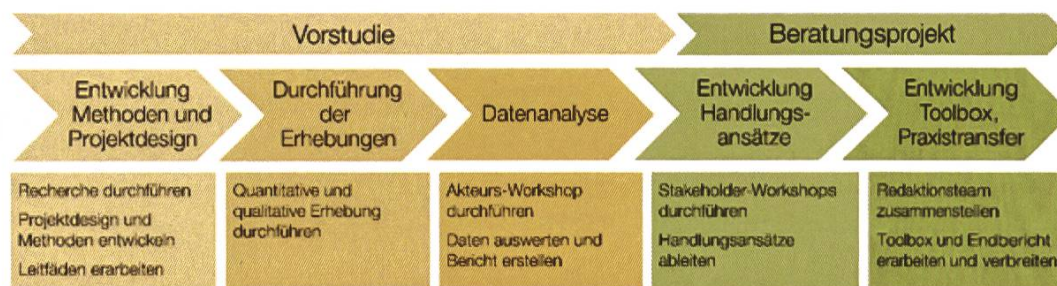 Vorstudie
Beratungsprojekt
Entwicklung
Methoden und
Projektdesign
Durchführung
der
Erhebungen
Datenanalyse
Entwicklung
Handlungs-
ansätze
Entwicklung
Toolbox,
Praxistransfer
Recherche durchführen
Projektdesign und
Methoden entwickeln
Leitfäden erarbeiten
Quantitative und
qualitative Erhebung
durchführen
Akteurs-Workshop
durchführen
Daten auswerten und
Bericht erstellen
Stakeholder-Workshops
durchführen
Handlungsansätze
ableiten
Redaktionsteam
zusammenstellen
Toolbox und Endbericht
erarbeiten und verbreiten